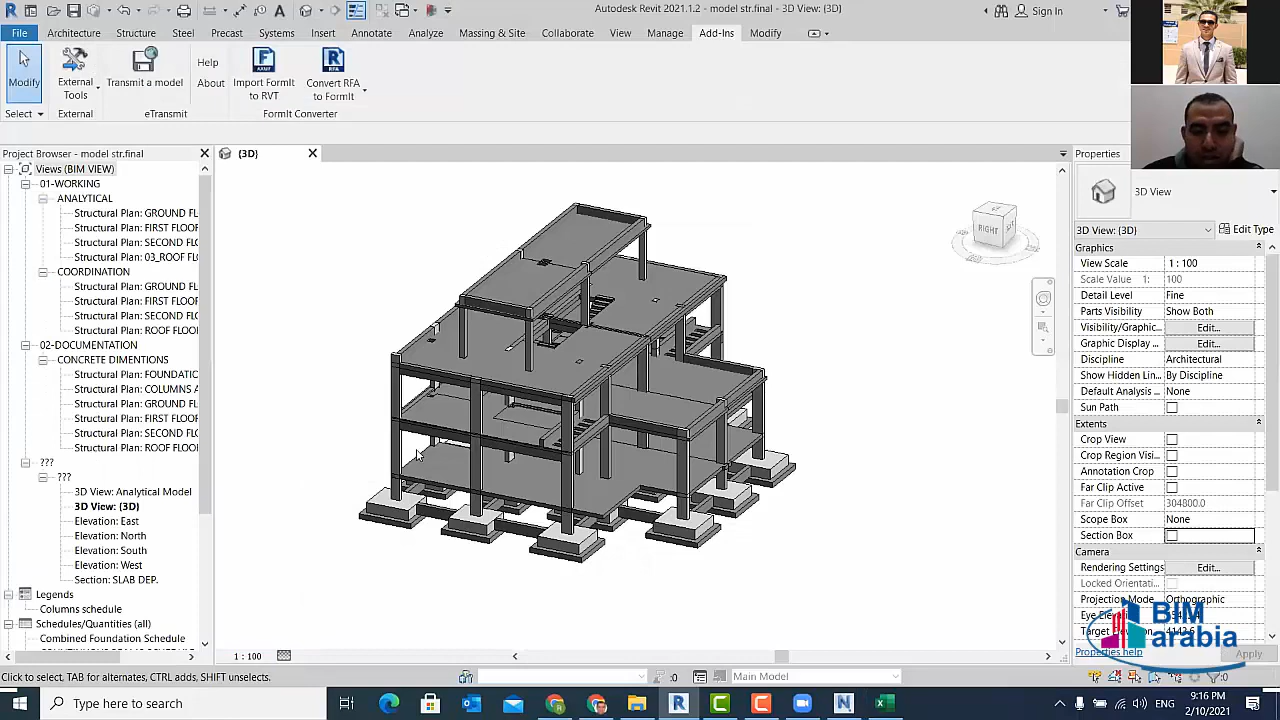 Autodesk Revit 2021.1.2 - model str.final - 3D View: {3D}
Sign In
File Architecture Structure Steel Precast Systems Insert Annotate Analyze Massing & Site Collaborate View Manage Add-Ins Modify
Modify
External Tools
Transmit a model
Help
About
Import FormIt to RVT
Convert RFA to FormIt
Select
External
eTransmit
FormIt Converter
Project Browser - model str.final
{3D}
Properties
Views (BIM VIEW)
01-WORKING
ANALYTICAL
Structural Plan: GROUND FL
Structural Plan: FIRST FLOOR
Structural Plan: SECOND FLO
Structural Plan: 03_ROOF FL
COORDINATION
Structural Plan: GROUND FL
Structural Plan: FIRST FLOOR
Structural Plan: SECOND FLO
Structural Plan: ROOF FLOOR
02-DOCUMENTATION
CONCRETE DIMENTIONS
Structural Plan: FOUNDATIO
Structural Plan: COLUMNS A
Structural Plan: GROUND FL
Structural Plan: FIRST FLOOR
Structural Plan: SECOND FLO
Structural Plan: ROOF FLOOR
???
???
3D View: Analytical Model
3D View: {3D}
Elevation: East
Elevation: North
Elevation: South
Elevation: West
Section: SLAB DEP.
Legends
Columns schedule
Schedules/Quantities (all)
Combined Foundation Schedule
RIGHT
3D View
3D View: {3D}
Edit Type
Graphics
View Scale 1 : 100
Scale Value 1: 100
Detail Level Fine
Parts Visibility Show Both
Visibility/Graphic... Edit...
Graphic Display ... Edit...
Discipline Architectural
Show Hidden Lin... By Discipline
Default Analysis ... None
Sun Path
Extents
Crop View
Crop Region Visi...
Annotation Crop
Far Clip Active
Far Clip Offset 304800.0
Scope Box None
Section Box
Camera
Rendering Settings Edit...
Locked Orientati...
Projection Mode Orthographic
Properties help
Apply
BIM
arabia
1 : 100
Click to select, TAB for alternates, CTRL adds, SHIFT unselects.
:0
Main Model
:0
Type here to search
ENG
9:16 PM
2/10/2021